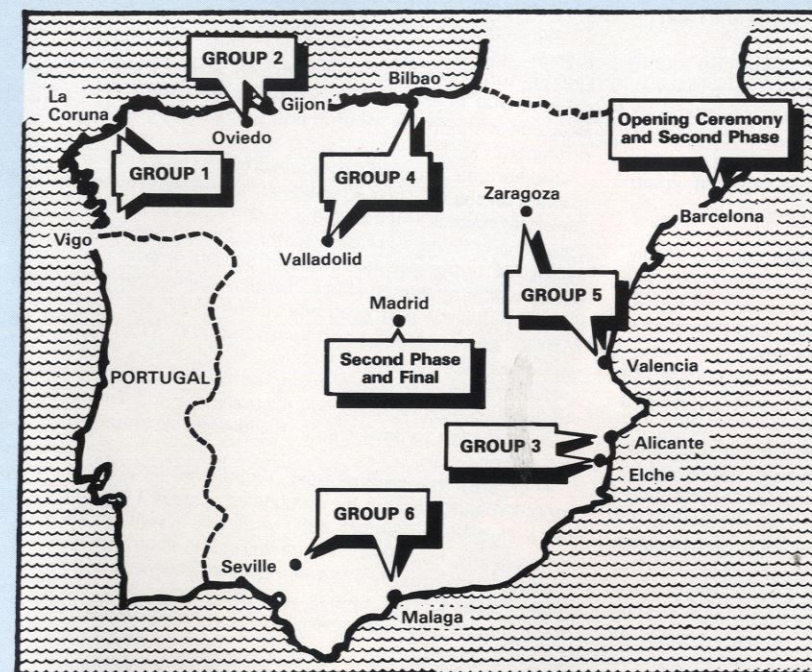 GROUP 2
Bilbao
La
Coruna
Gijon
Oviedo
Opening Ceremony
and Second Phase
GROUP 1
GROUP 4
Zaragoza
Barcelona
Vigo
Valladolid
GROUP 5
Madrid
Second Phase
and Final
Valencia
PORTUGAL
GROUP 3
Alicante
Elche
GROUP 6
Seville
Malaga